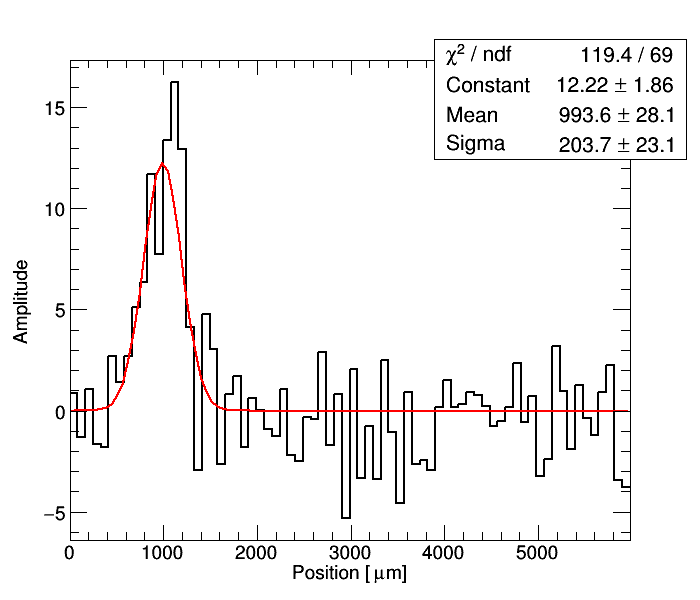 χ² / ndf 119.4 / 69
Constant 12.22 ± 1.86
Mean 993.6 ± 28.1
Sigma 203.7 ± 23.1
15
10
5
0
−5
Amplitude
0 1000 2000 3000 4000 5000
Position [ μm]